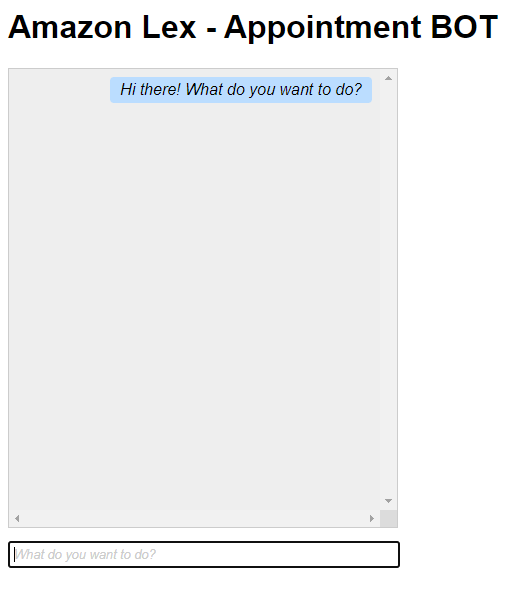 Amazon Lex - Appointment BOT
Hi there! What do you want to do?
What do you want to do?